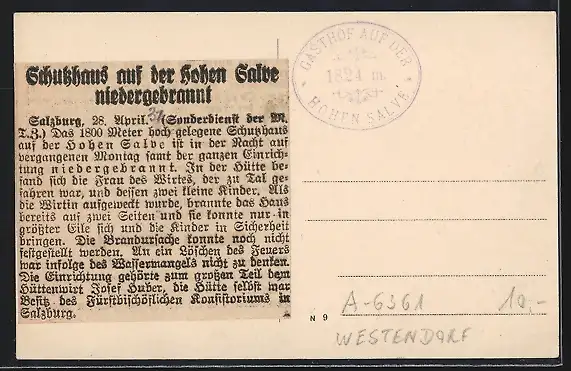 Schutzhaus auf der Hohen Salve
niedergebrannt
Salzburg, 28. April. 31 (Sonderdienst der M.
T.Z.) Das 1800 Meter hoch gelegene Schutzhaus
auf der Hohen Salve ist in der Nacht auf
vergangenen Montag samt der ganzen Einrich-
tung niedergebrannt. In der Hütte be-
fand sich die Frau des Wirtes, der zu Tal ge-
fahren war, und dessen zwei kleine Kinder. Als
die Wirtin aufgeweckt wurde, brannte das Haus
bereits auf zwei Seiten und sie konnte nur in
größter Eile sich und die Kinder in Sicherheit
bringen. Die Brandursache konnte noch nicht
festgestellt werden. An ein Löschen des Feuers
war infolge des Wassermangels nicht zu denken.
Die Einrichtung gehörte zum großen Teil dem
Hüttenwirt Josef Huber, die Hütte selbst war
Besitz des Fürstbischöflichen Konsistoriums in
Salzburg.
GASTHOF AUF DER
1824 m.
HOHEN SALVE
N 9
A-6361
10,-
WESTENDORF